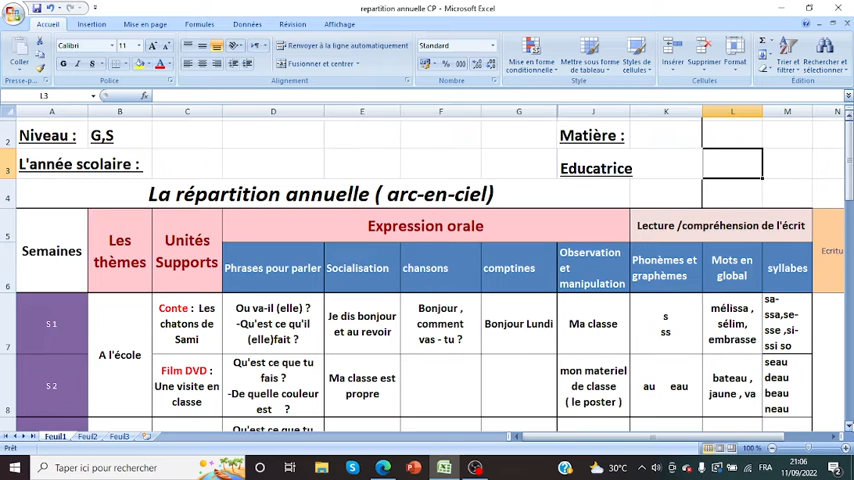 repartition annuelle CP - Microsoft Excel
Accueil Insertion Mise en page Formules Données Révision Affichage
Calibri 11 Renvoyer à la ligne automatiquement Standard
Coller G I S Fusionner et centrer % 000 Mise en forme conditionnelle Mettre sous forme de tableau Styles de cellules Insérer Supprimer Format Trier et filtrer Rechercher et sélectionner
Presse-p... Police Alignement Nombre Style Cellules Édition
L3 fx
A B C D E F G J K L M N
2 Niveau : G,S Matière :
3 L'année scolaire : Educatrice
4 La répartition annuelle ( arc-en-ciel)
5 Semaines Les thèmes Unités Supports Expression orale Lecture /compréhension de l'écrit Ecritu
6 Phrases pour parler Socialisation chansons comptines Observation et manipulation Phonèmes et graphèmes Mots en global syllabes
7 S 1 A l'école Conte : Les chatons de Sami Ou va-il (elle) ? -Qu'est ce qu'il (elle)fait ? Je dis bonjour et au revoir Bonjour , comment vas - tu ? Bonjour Lundi Ma classe s ss mélissa , sélim, embrasse sa-ssa,se-sse ,si-ssi so
8 S 2 Film DVD : Une visite en classe Qu'est ce que tu fais ? -De quelle couleur est ? Ma classe est propre mon materiel de classe ( le poster ) au eau bateau , jaune , va seau deau beau neau
Qu'est ce que tu
Feuil1 Feuil2 Feuil3
Prêt 100 %
Taper ici pour rechercher 30°C FRA 21:06
11/09/2022 2